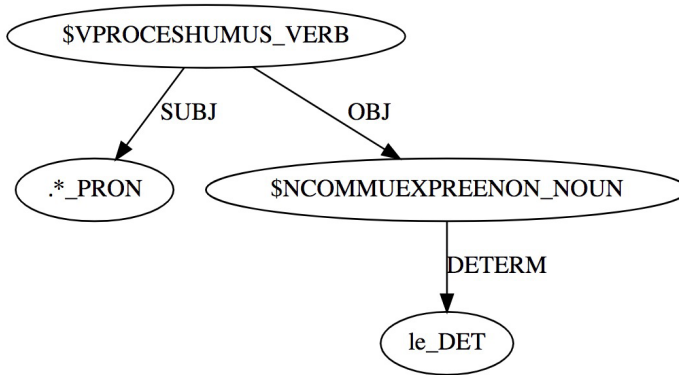 $VPROCESHUMUS_VERB
SUBJ
OBJ
.*_PRON
$NCOMMUEXPREENON_NOUN
DETERM
le_DET